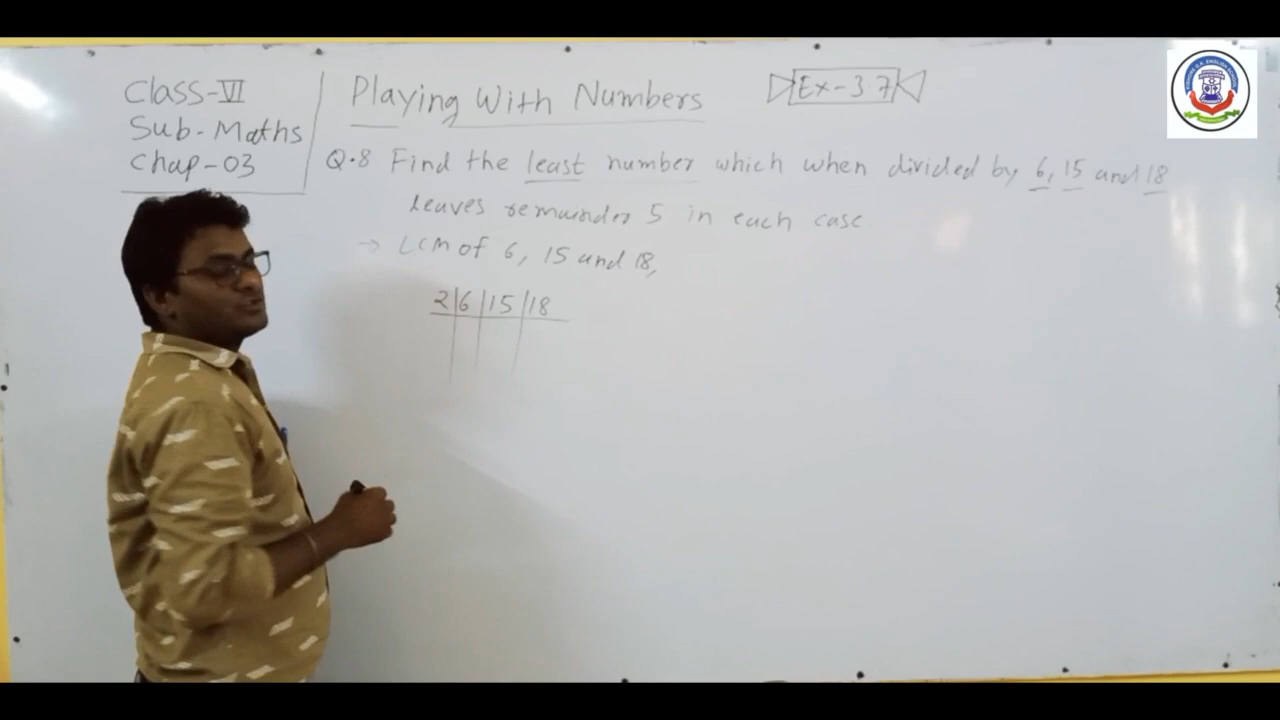 Class-VI
Sub-Maths
Chap-03
Playing With Numbers
Ex-3.7
Q.8 Find the least number which when divided by 6, 15 and 18
leaves remainder 5 in each case
→ LCM of 6, 15 and 18,
2|6|15|18